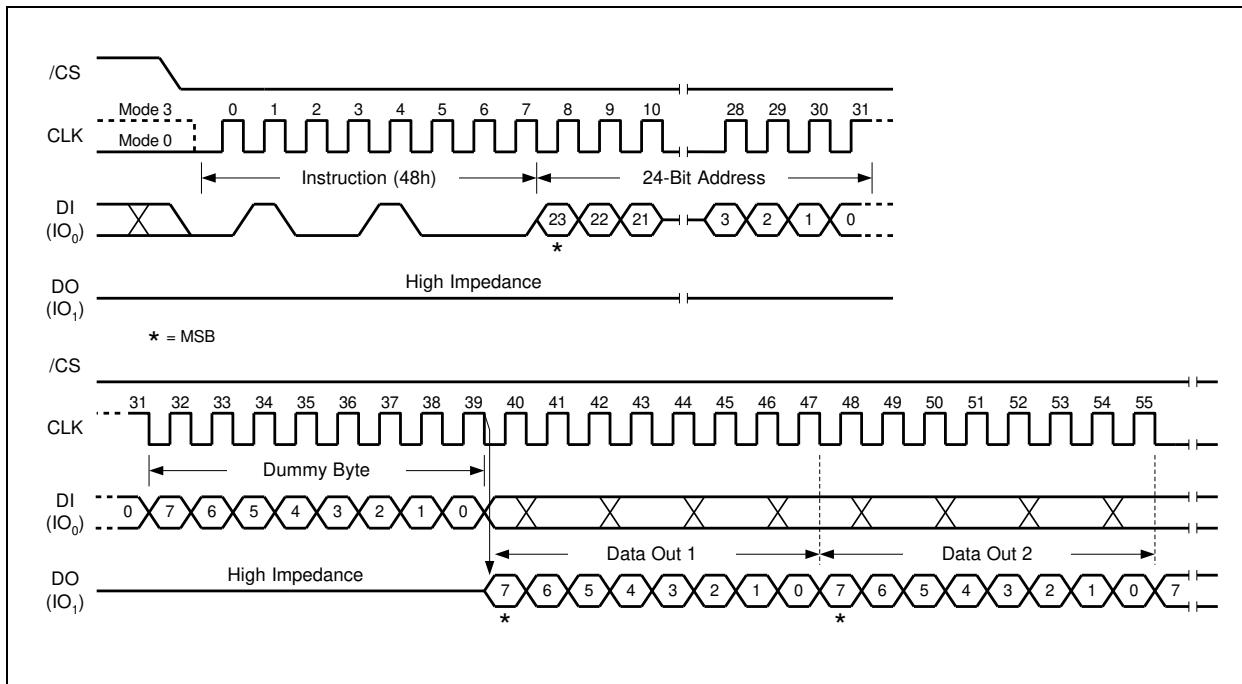 /CS
Mode 3 0 1 2 3 4 5 6 7 8 9 10 28 29 30 31
CLK
Mode 0
Instruction (48h) 24-Bit Address
DI
(IO0)
23 22 21 3 2 1 0
*
High Impedance
DO
(IO1)
* = MSB
/CS
31 32 33 34 35 36 37 38 39 40 41 42 43 44 45 46 47 48 49 50 51 52 53 54 55
CLK
Dummy Byte
DI
(IO0)
0 7 6 5 4 3 2 1 0
Data Out 1 Data Out 2
High Impedance
DO
(IO1)
7 6 5 4 3 2 1 0 7 6 5 4 3 2 1 0 7
* *